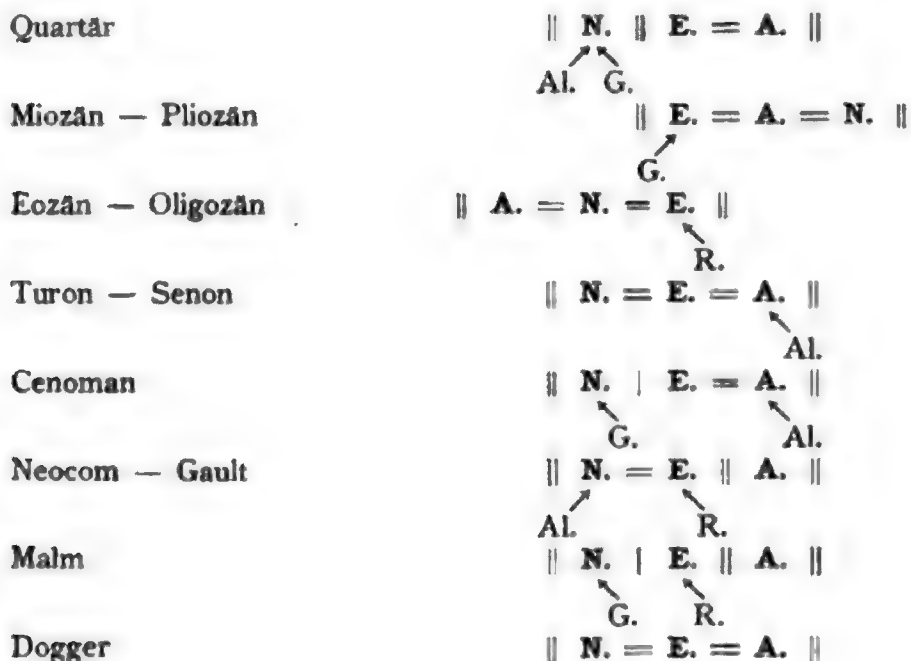 Quartär ‖ N. ‖ E. = A. ‖
Al. G.
Miozän — Pliozän ‖ E. = A. = N. ‖
G.
Eozän — Oligozän ‖ A. = N. = E. ‖
R.
Turon — Senon ‖ N. = E. = A. ‖
Al.
Cenoman ‖ N. | E. = A. ‖
G. Al.
Neocom — Gault ‖ N. = E. ‖ A. ‖
Al. R.
Malm ‖ N. | E. ‖ A. ‖
G. R.
Dogger ‖ N. = E. = A. ‖